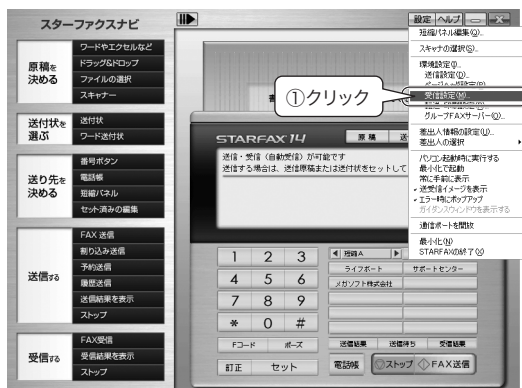 スターファクスナビ
原稿を
決める
ワードやエクセルなど
ドラッグ&ドロップ
ファイルの選択
スキャナー
送付状を
選ぶ
送付状
ワード送付状
送り先を
決める
番号ボタン
電話帳
短縮パネル
セット済みの編集
送信する
FAX 送信
割り込み送信
予約送信
履歴送信
送信結果を表示
ストップ
受信する
FAX受信
受信結果を表示
ストップ
設定 ヘルプ
短縮パネル編集(Q)...
スキャナの選択(S)...
環境設定(I)...
送信設定(D)...
受信設定(M)...
グループFAXサーバー(O)...
差出人情報の設定(U)...
差出人の選択
パソコン起動時に実行する
最小化で起動
常に手前に表示
送受信イメージを表示
エラー時にポップアップ
ガイダンスウィンドウを表示する
通信ポートを開放
最小化(N)
STARFAXの終了(X)
①クリック
STARFAX 14
原 稿
送
送信・受信(自動受信)が可能です
送信する場合は、送信原稿または送付状をセットして
1 2 3
4 5 6
7 8 9
* 0 #
Fコード ポーズ
訂正 セット
短縮A
ライフボート サポートセンター
メガソフト株式会社
送信結果 送信待ち 受信結果
電話帳 ストップ FAX送信